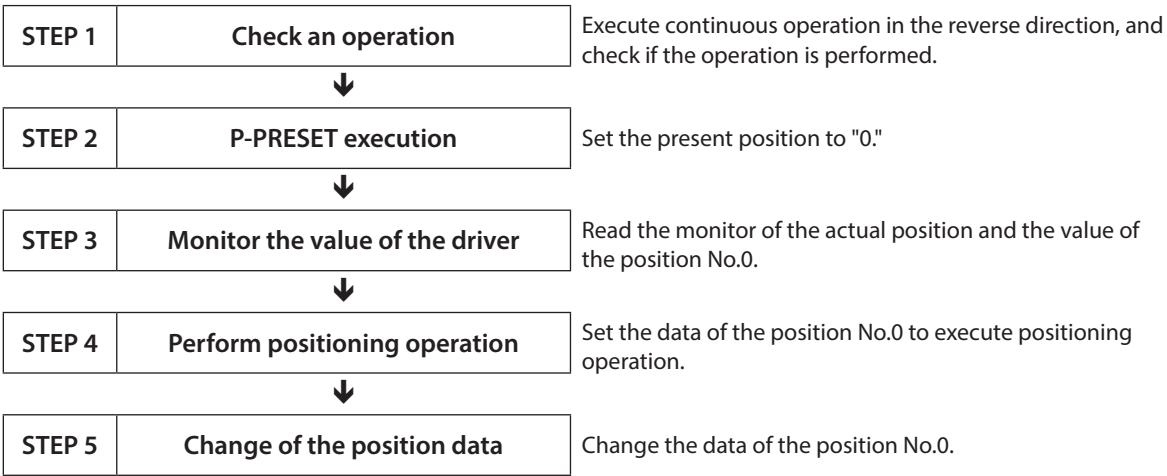 STEP 1 Check an operation Execute continuous operation in the reverse direction, and
check if the operation is performed.
STEP 2 P-PRESET execution Set the present position to "0."
STEP 3 Monitor the value of the driver Read the monitor of the actual position and the value of
the position No.0.
STEP 4 Perform positioning operation Set the data of the position No.0 to execute positioning
operation.
STEP 5 Change of the position data Change the data of the position No.0.